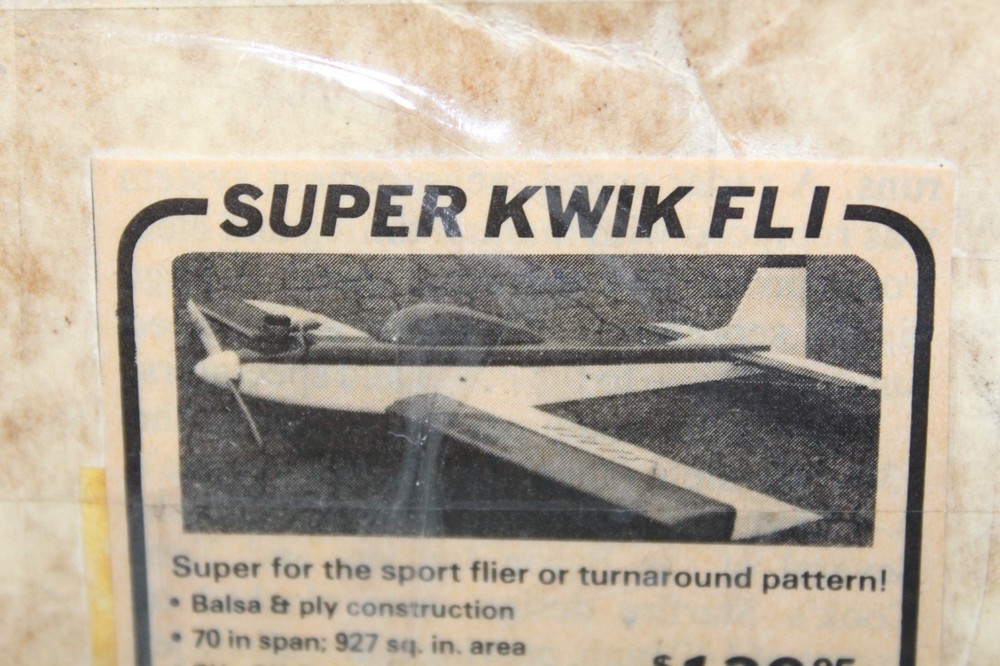 SUPER KWIK FLI
Super for the sport flier or turnaround pattern!
• Balsa & ply construction
• 70 in span; 927 sq. in. area